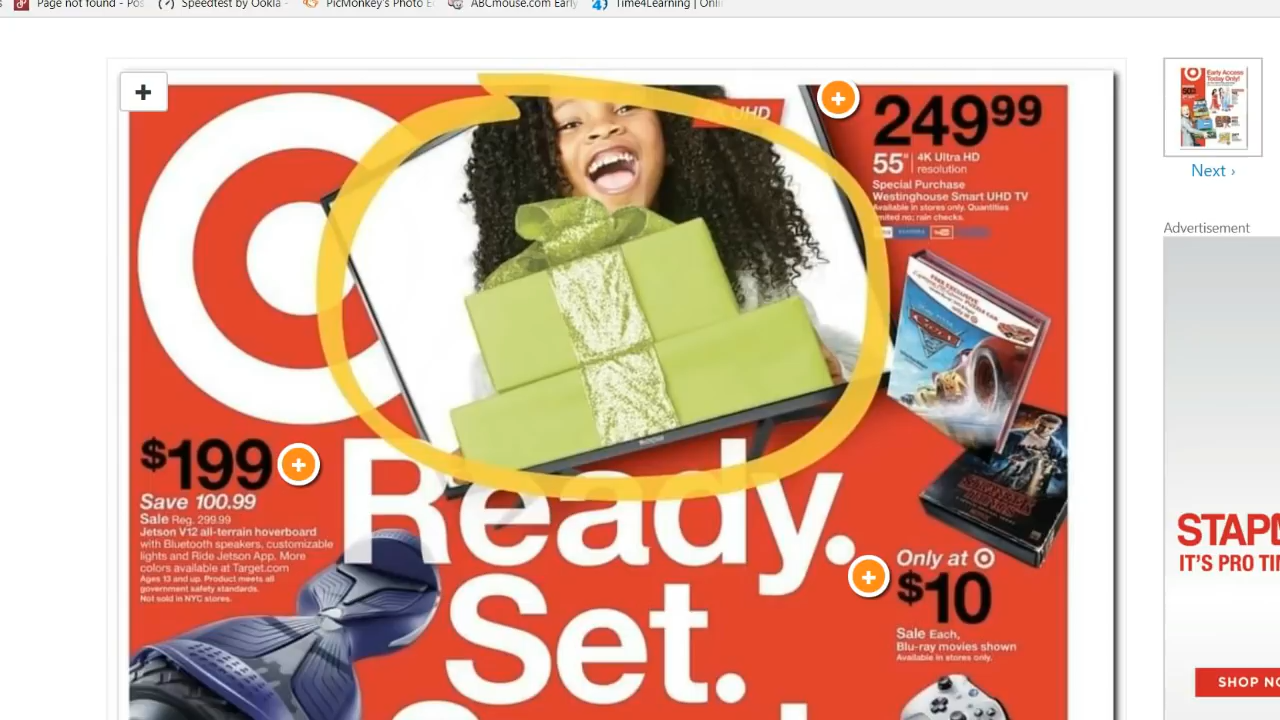 Page not found - Pos
Speedtest by Ookla -
PicMonkey's Photo E
ABCmouse.com Early
Time4Learning | Onli
UHD
249 99
55" 4K Ultra HD
resolution
Special Purchase
Westinghouse Smart UHD TV
Available in stores only. Quantities
limited no; rain checks.
Next ›
Advertisement
$199
Save 100.99
Sale Reg. 299.99
Jetson V12 all-terrain hoverboard
with Bluetooth speakers, customizable
lights and Ride Jetson App. More
colors available at Target.com
Ages 13 and up. Product meets all
government safety standards.
Not sold in NYC stores.
Ready.
Set.
Only at
$10
Sale Each,
Blu-ray movies shown
Available in stores only.
STAPL
IT'S PRO TI
SHOP NO